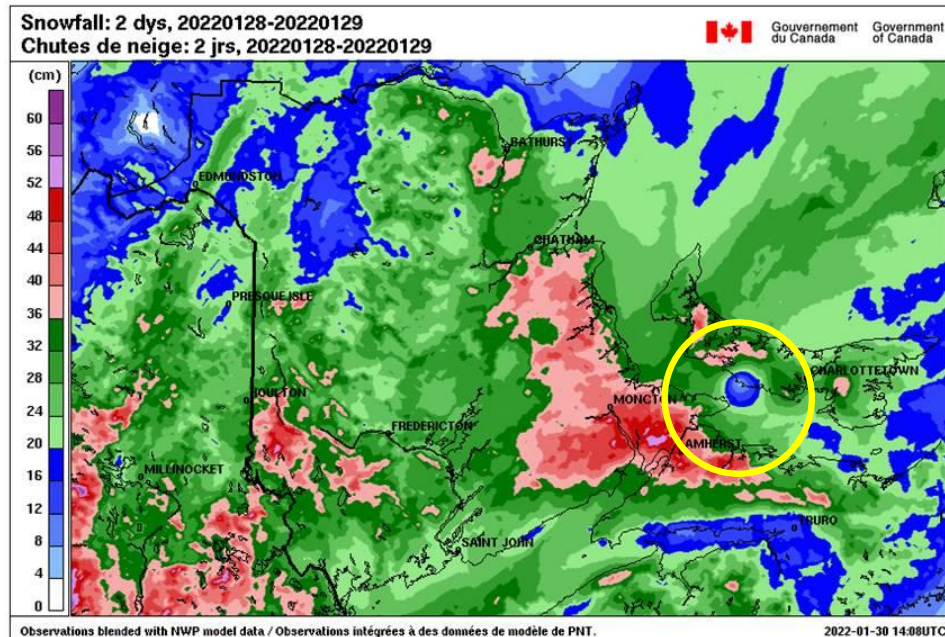 Snowfall: 2 dys, 20220128-20220129
Chutes de neige: 2 jrs, 20220128-20220129
Gouvernement du Canada
Government of Canada
(cm)
60
56
52
48
44
40
36
32
28
24
20
16
12
8
4
0
BATHURST
EDMUNDSTON
CHATHAM
PRESQUE ISLE
CHARLOTTETOWN
HOULTON
MONCTON
FREDERICTON
AMHERST
MILLINOCKET
TRURO
SAINT JOHN
Observations blended with NWP model data / Observations intégrées à des données de modèle de PNT.
2022-01-30 14:08UTC